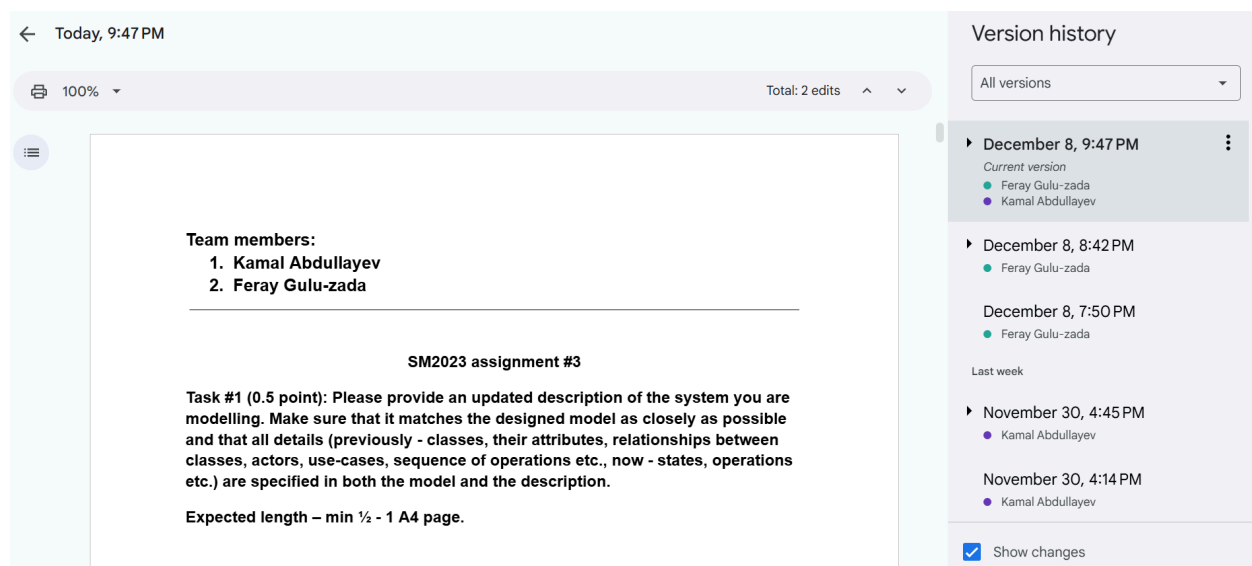 Today, 9:47 PM
100%
Total: 2 edits
Team members:
1. Kamal Abdullayev
2. Feray Gulu-zada
SM2023 assignment #3
Task #1 (0.5 point): Please provide an updated description of the system you are
modelling. Make sure that it matches the designed model as closely as possible
and that all details (previously - classes, their attributes, relationships between
classes, actors, use-cases, sequence of operations etc., now - states, operations
etc.) are specified in both the model and the description.
Expected length – min ½ - 1 A4 page.
Version history
All versions
December 8, 9:47 PM
Current version
Feray Gulu-zada
Kamal Abdullayev
December 8, 8:42 PM
Feray Gulu-zada
December 8, 7:50 PM
Feray Gulu-zada
Last week
November 30, 4:45 PM
Kamal Abdullayev
November 30, 4:14 PM
Kamal Abdullayev
Show changes